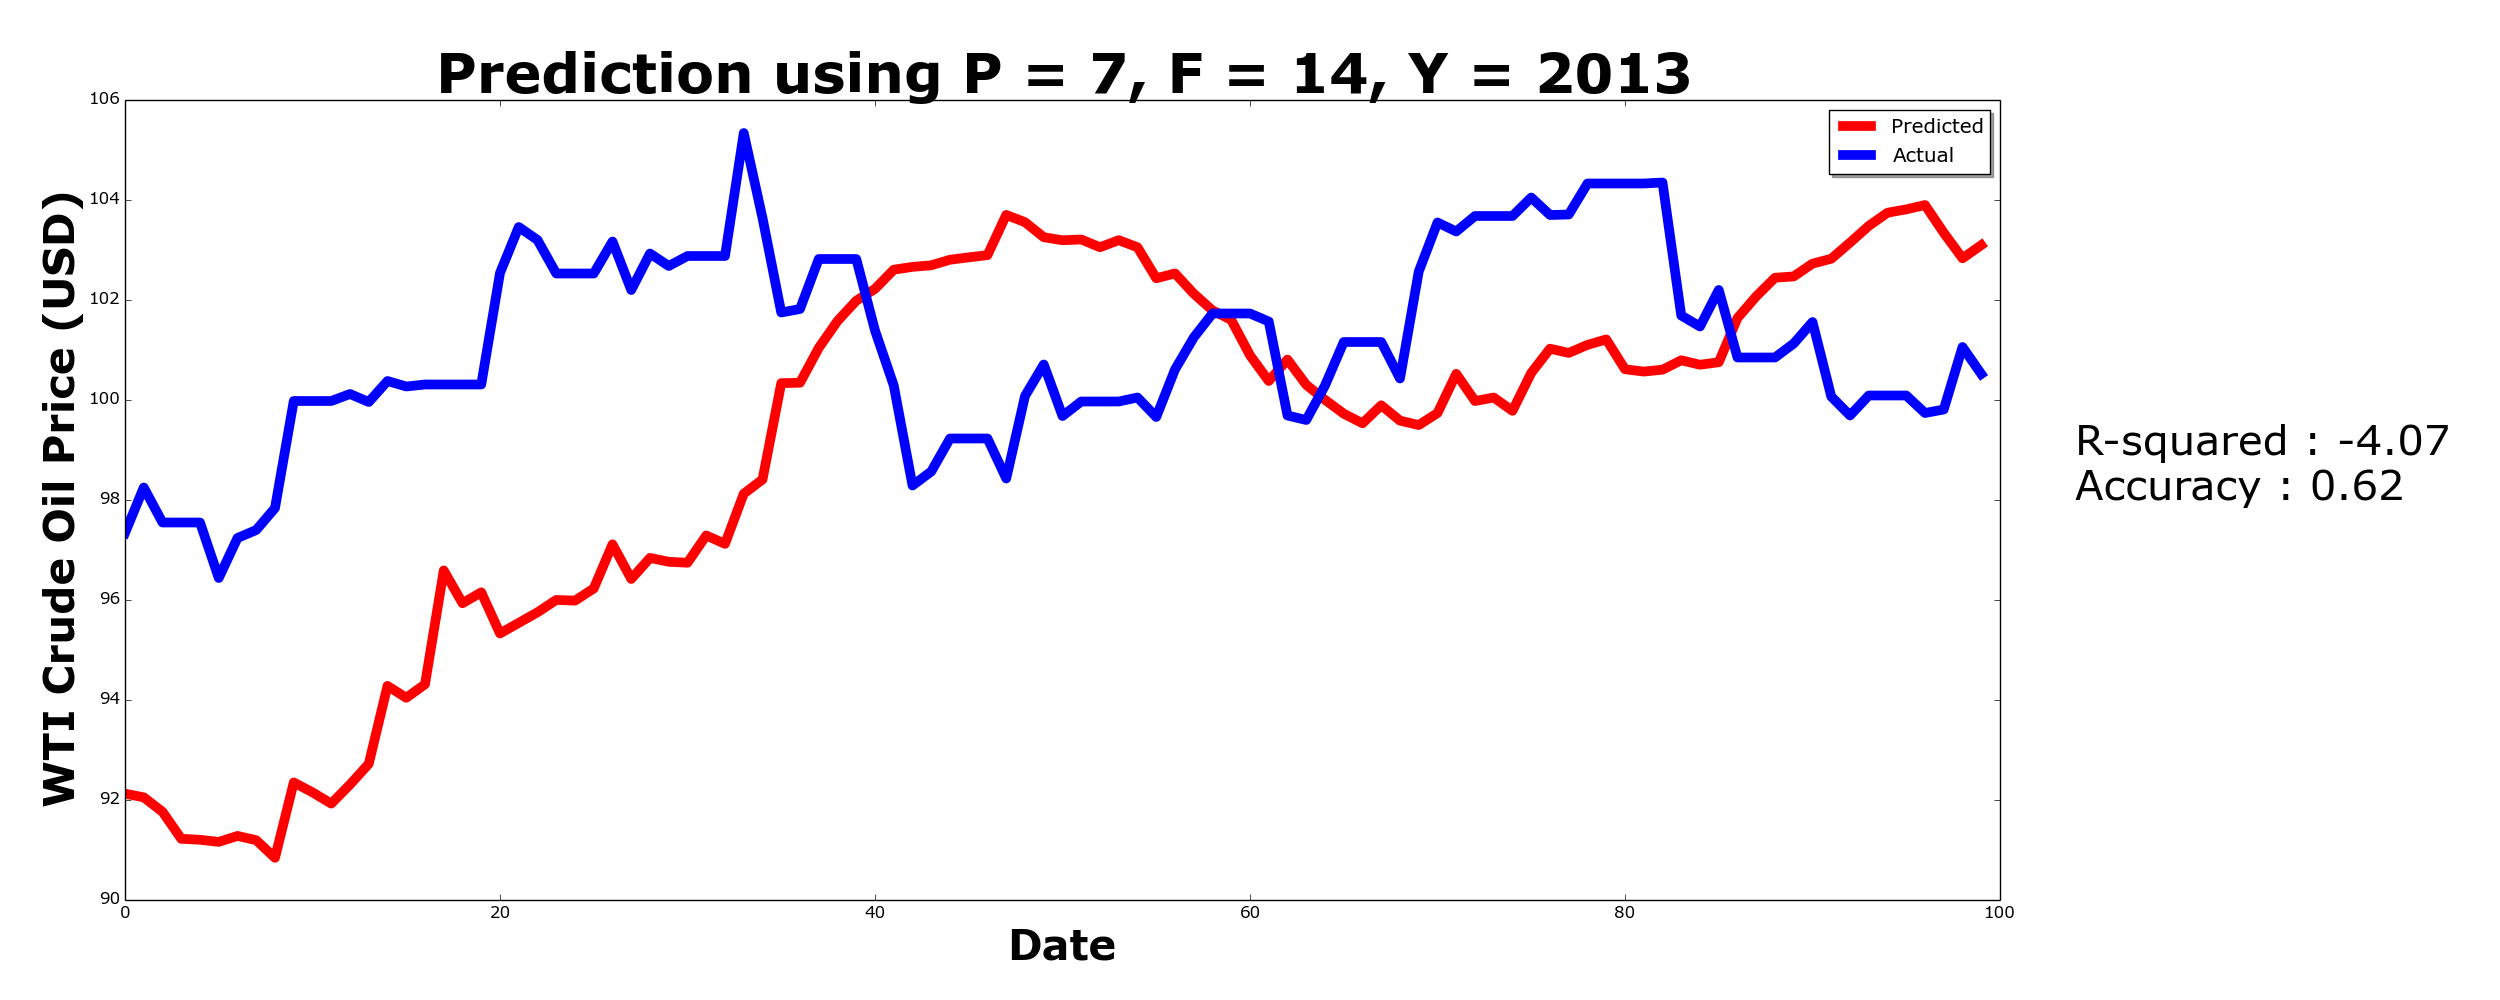 Prediction using P = 7, F = 14, Y = 2013
106
104
102
100
98
96
94
92
90
0
20
40
60
80
100
WTI Crude Oil Price (USD)
Date
Predicted
Actual
R-squared : -4.07
Accuracy : 0.62